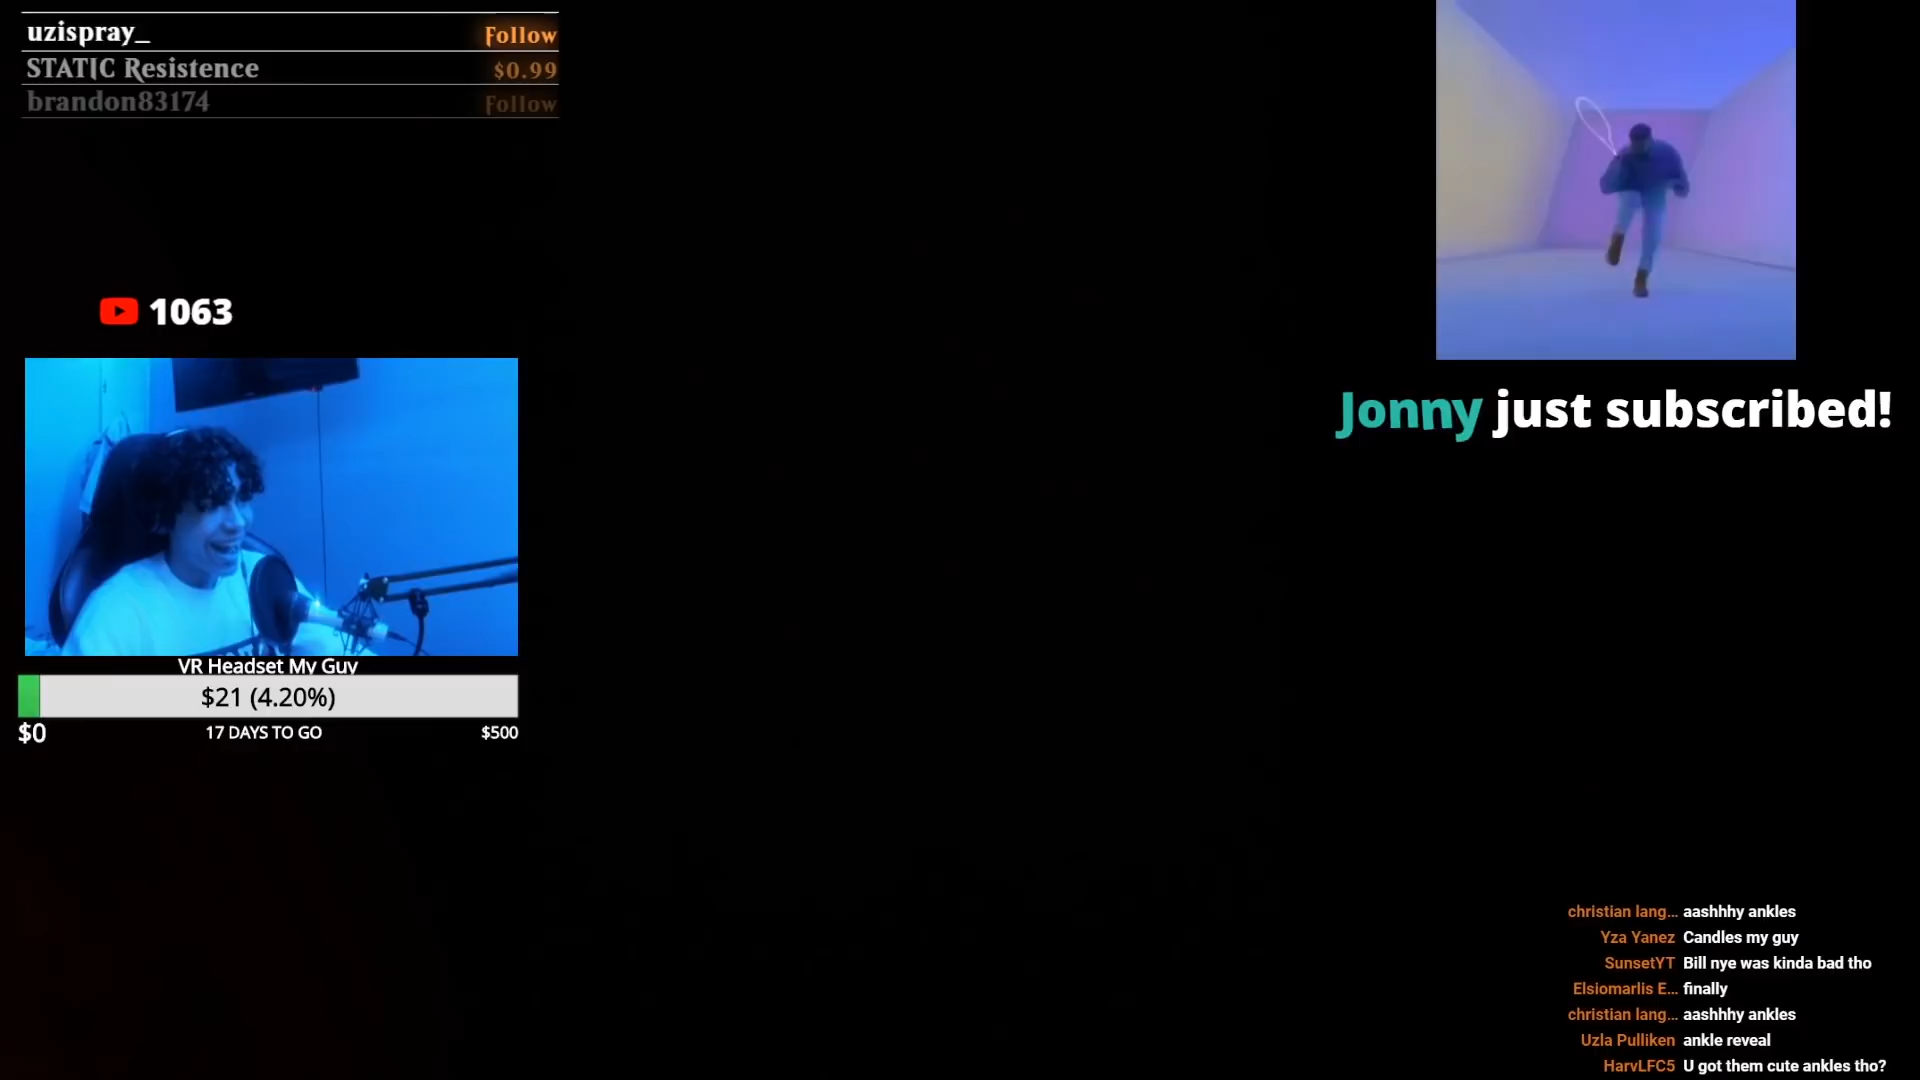 uzispray_ Follow
STATIC Resistence $0.99
brandon83174 Follow
1063
Jonny just subscribed!
VR Headset My Guy
$21 (4.20%)
$0 17 DAYS TO GO $500
christian lang... aashhhy ankles
Yza Yanez Candles my guy
SunsetYT Bill nye was kinda bad tho
Elsiomarlis E... finally
christian lang... aashhhy ankles
Uzla Pulliken ankle reveal
HarvLFC5 U got them cute ankles tho?